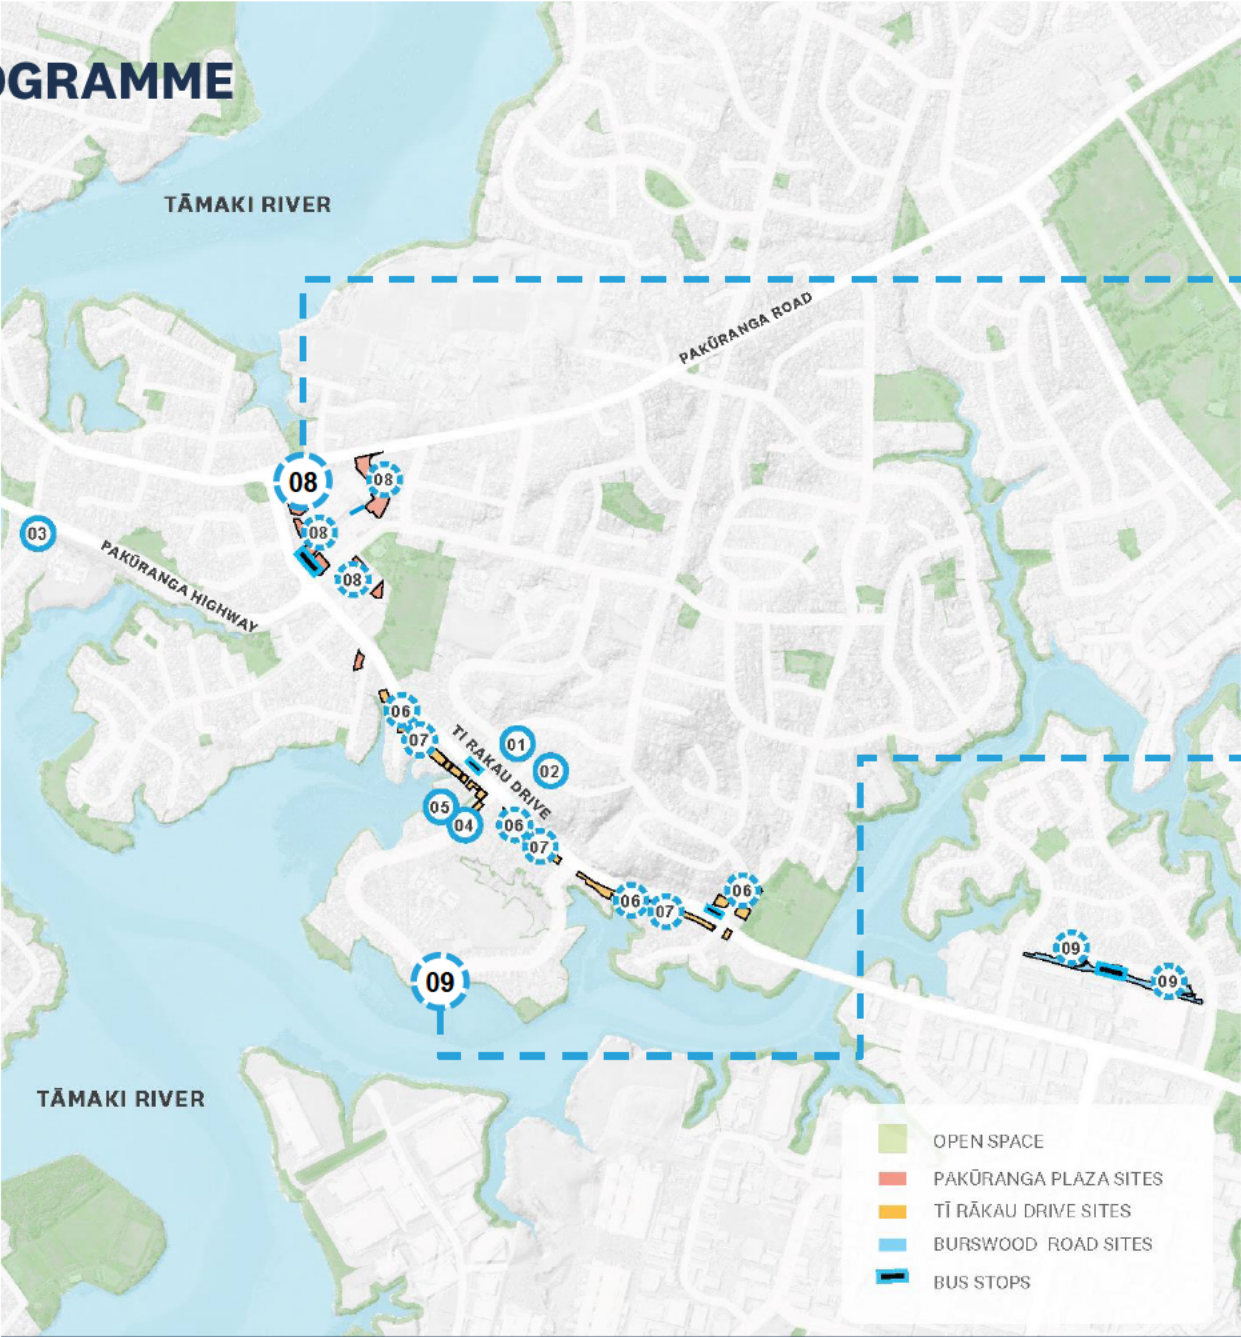 OGRAMME
TĀMAKI RIVER
PAKŪRANGA ROAD
08
08
08
03
PAKŪRANGA HIGHWAY
08
06
07
TI RAKAU DRIVE
01
02
05
04
06
07
06
06
07
09
09
09
TĀMAKI RIVER
OPEN SPACE
PAKŪRANGA PLAZA SITES
TĪ RĀKAU DRIVE SITES
BURSWOOD ROAD SITES
BUS STOPS